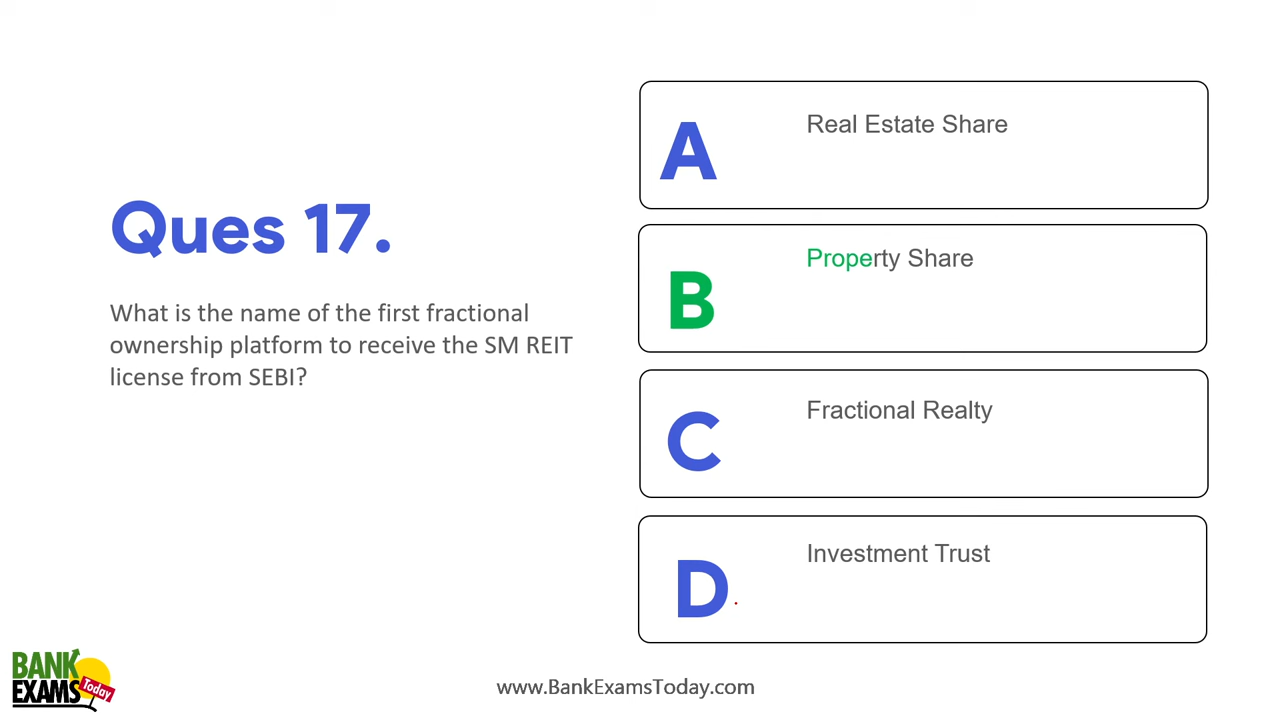 Ques 17.
What is the name of the first fractional
ownership platform to receive the SM REIT
license from SEBI?
A
Real Estate Share
B
Property Share
C
Fractional Realty
D
Investment Trust
BANK
EXAMS
Today
www.BankExamsToday.com